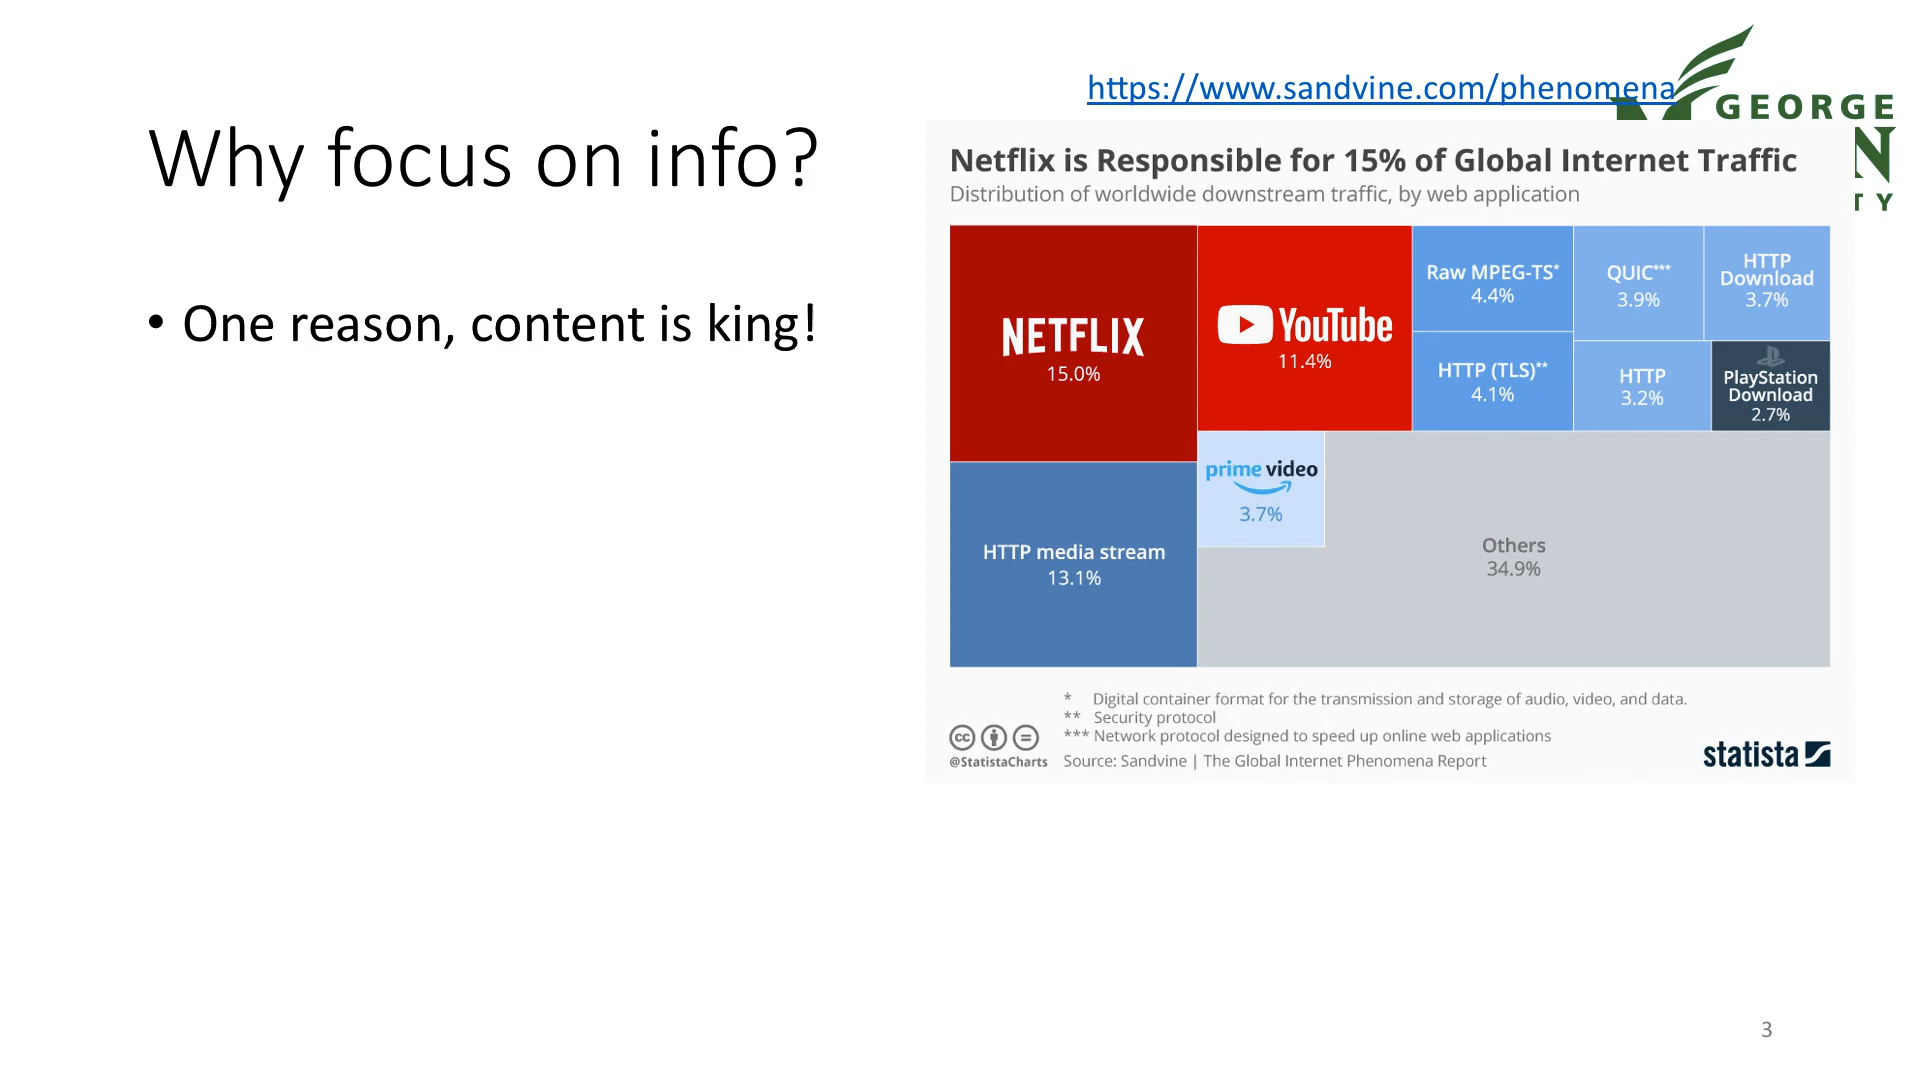 https://www.sandvine.com/phenomena
GEORGE
N
TY
Why focus on info?
• One reason, content is king!
Netflix is Responsible for 15% of Global Internet Traffic
Distribution of worldwide downstream traffic, by web application
NETFLIX
15.0%
YouTube
11.4%
Raw MPEG-TS*
4.4%
QUIC***
3.9%
HTTP
Download
3.7%
HTTP (TLS)**
4.1%
HTTP
3.2%
PlayStation
Download
2.7%
HTTP media stream
13.1%
prime video
3.7%
Others
34.9%
* Digital container format for the transmission and storage of audio, video, and data.
** Security protocol
*** Network protocol designed to speed up online web applications
cc
@StatistaCharts
Source: Sandvine | The Global Internet Phenomena Report
statista
3